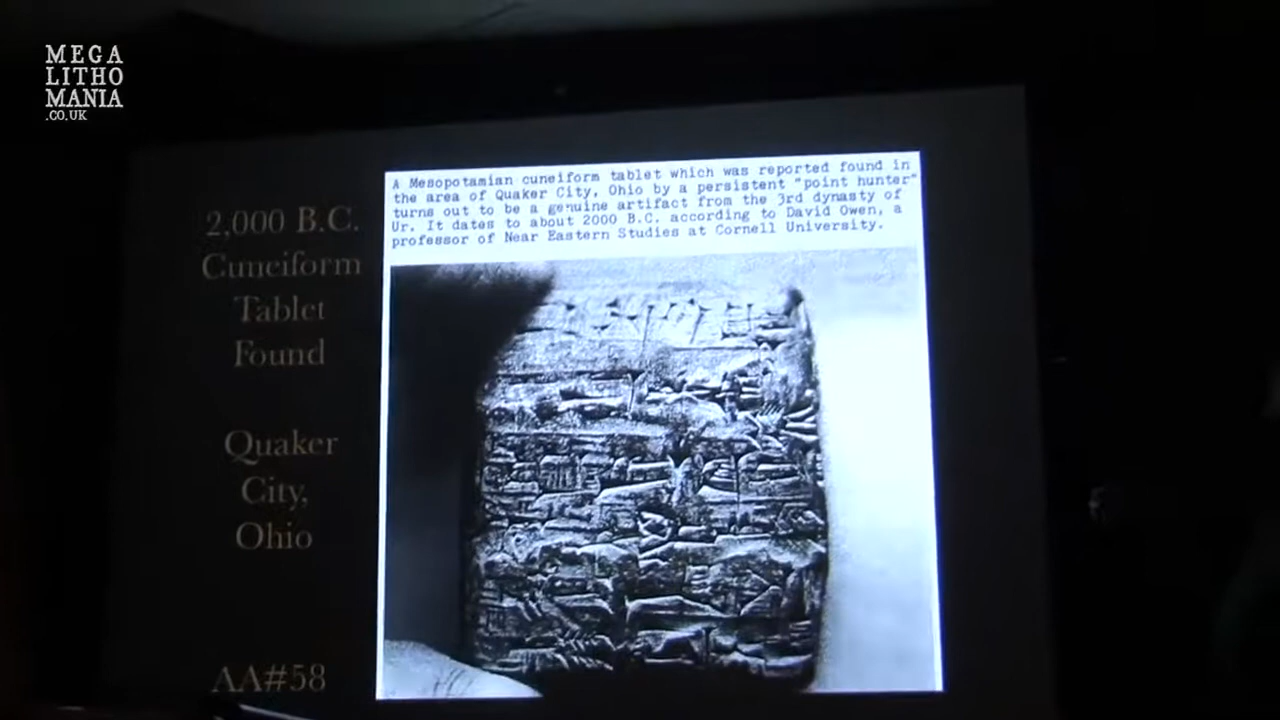 MEGA
LITHO
MANIA
.CO.UK
2,000 B.C.
Cuneiform
Tablet
Found
Quaker
City,
Ohio
AA#58
A Mesopotamian cuneiform tablet which was reported found in
the area of Quaker City, Ohio by a persistent "point hunter"
turns out to be a genuine artifact from the 3rd dynasty of
Ur. It dates to about 2000 B.C. according to David Owen, a
professor of Near Eastern Studies at Cornell University.